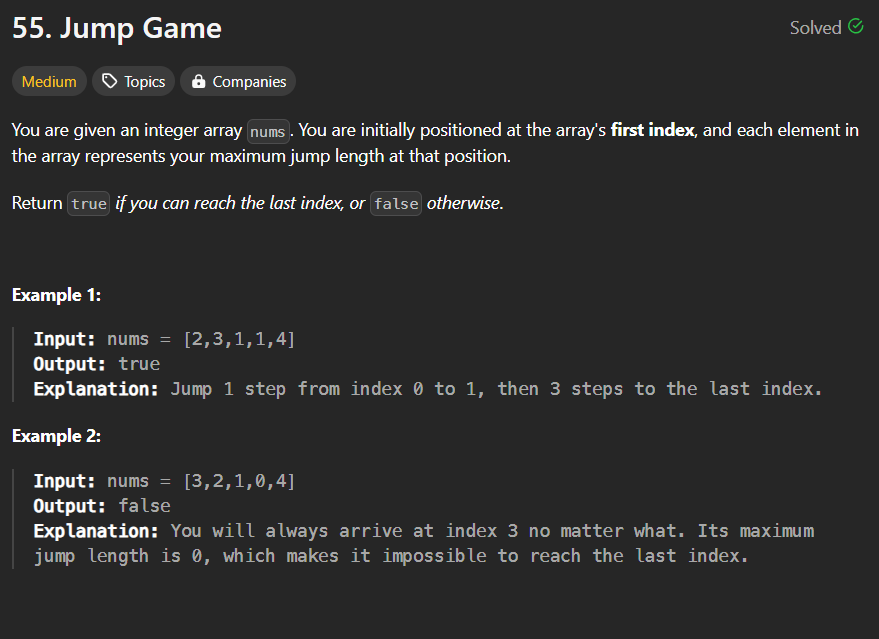 55. Jump Game
Solved
Medium
Topics
Companies
You are given an integer array nums. You are initially positioned at the array's first index, and each element in
the array represents your maximum jump length at that position.
Return true if you can reach the last index, or false otherwise.
Example 1:
Input: nums = [2,3,1,1,4]
Output: true
Explanation: Jump 1 step from index 0 to 1, then 3 steps to the last index.
Example 2:
Input: nums = [3,2,1,0,4]
Output: false
Explanation: You will always arrive at index 3 no matter what. Its maximum
jump length is 0, which makes it impossible to reach the last index.